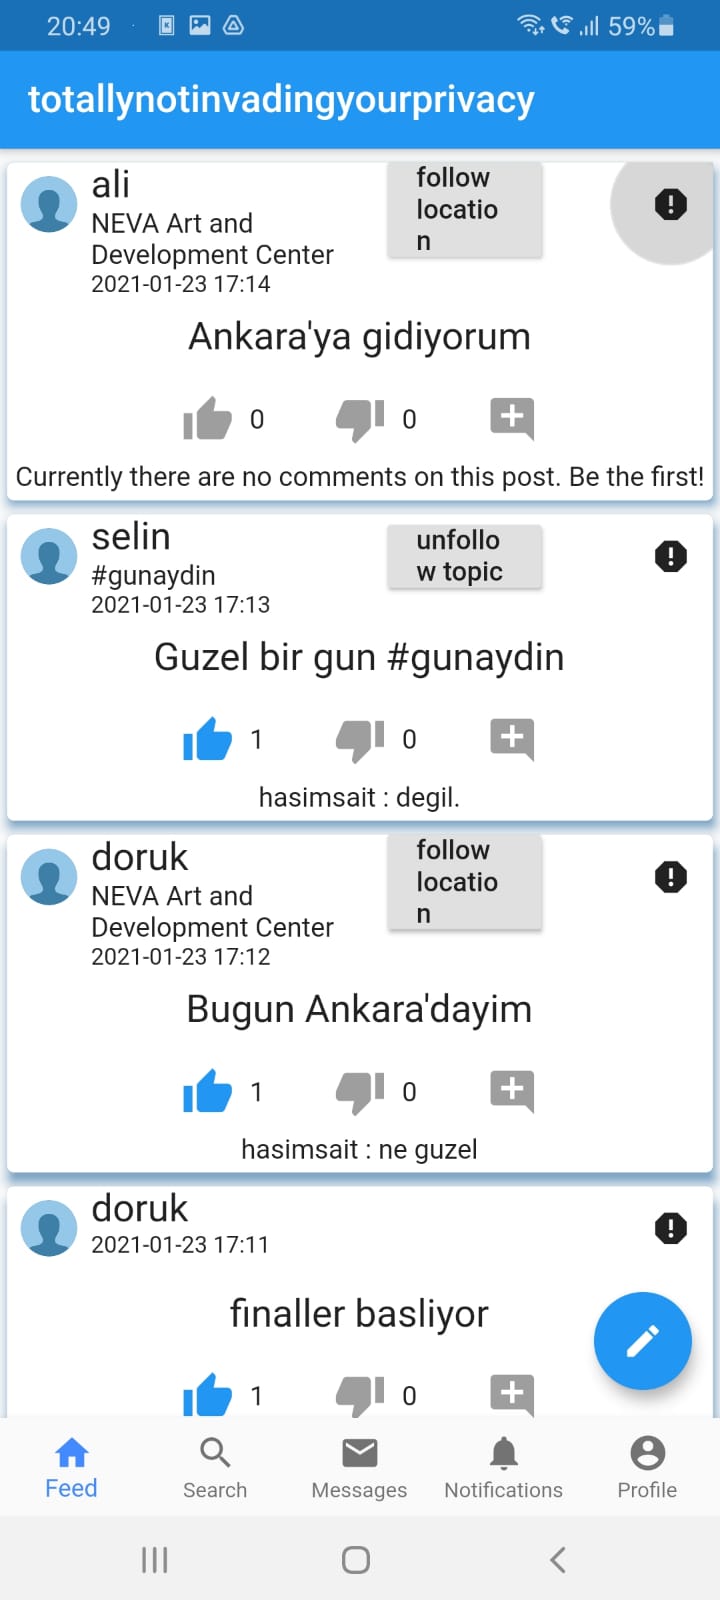 20:49
59%
totallynotinvadingyourprivacy
ali
NEVA Art and
Development Center
2021-01-23 17:14
follow
locatio
n
Ankara'ya gidiyorum
0
0
Currently there are no comments on this post. Be the first!
selin
#gunaydin
2021-01-23 17:13
unfollo
w topic
Guzel bir gun #gunaydin
1
0
hasimsait : degil.
doruk
NEVA Art and
Development Center
2021-01-23 17:12
follow
locatio
n
Bugun Ankara'dayim
1
0
hasimsait : ne guzel
doruk
2021-01-23 17:11
finaller basliyor
1
0
Feed
Search
Messages
Notifications
Profile